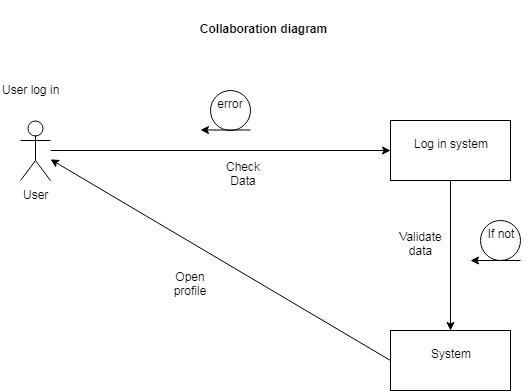 Collaboration diagram
User log in
error
Log in system
Check
Data
User
If not
Validate
data
Open
profile
System